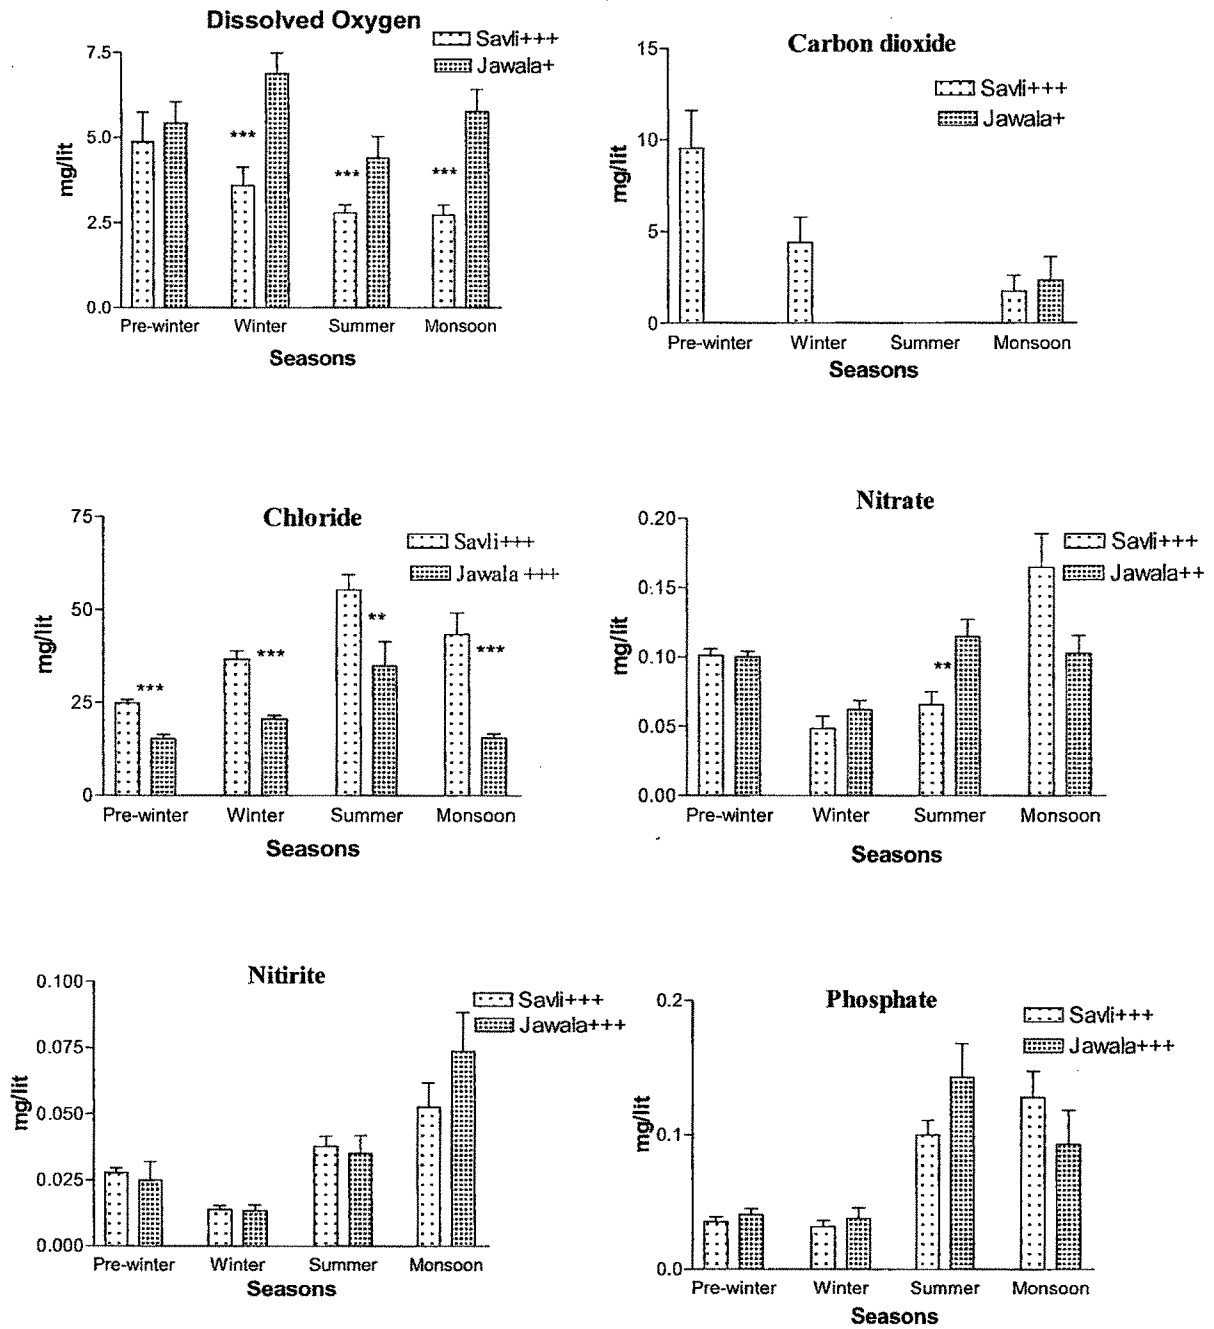 Dissolved Oxygen
Savli+++
Jawala+
7.5
5.0
2.5
0.0
mg/lit
***
***
***
Pre-winter Winter Summer Monsoon
Seasons
Carbon dioxide
Savli+++
Jawala+
15
10
5
0
mg/lit
Pre-winter Winter Summer Monsoon
Seasons
Chloride
Savli+++
Jawala +++
75
50
25
0
mg/lit
***
***
**
***
Pre-winter Winter Summer Monsoon
Seasons
Nitrate
Savli+++
Jawala++
0.20
0.15
0.10
0.05
0.00
mg/lit
**
Pre-winter Winter Summer Monsoon
Seasons
Nitirite
Savli+++
Jawala+++
0.100
0.075
0.050
0.025
0.000
mg/lit
Pre-winter Winter Summer Monsoon
Seasons
Phosphate
Savli+++
Jawala+++
0.2
0.1
0.0
mg/lit
Pre-winter Winter Summer Monsoon
Seasons